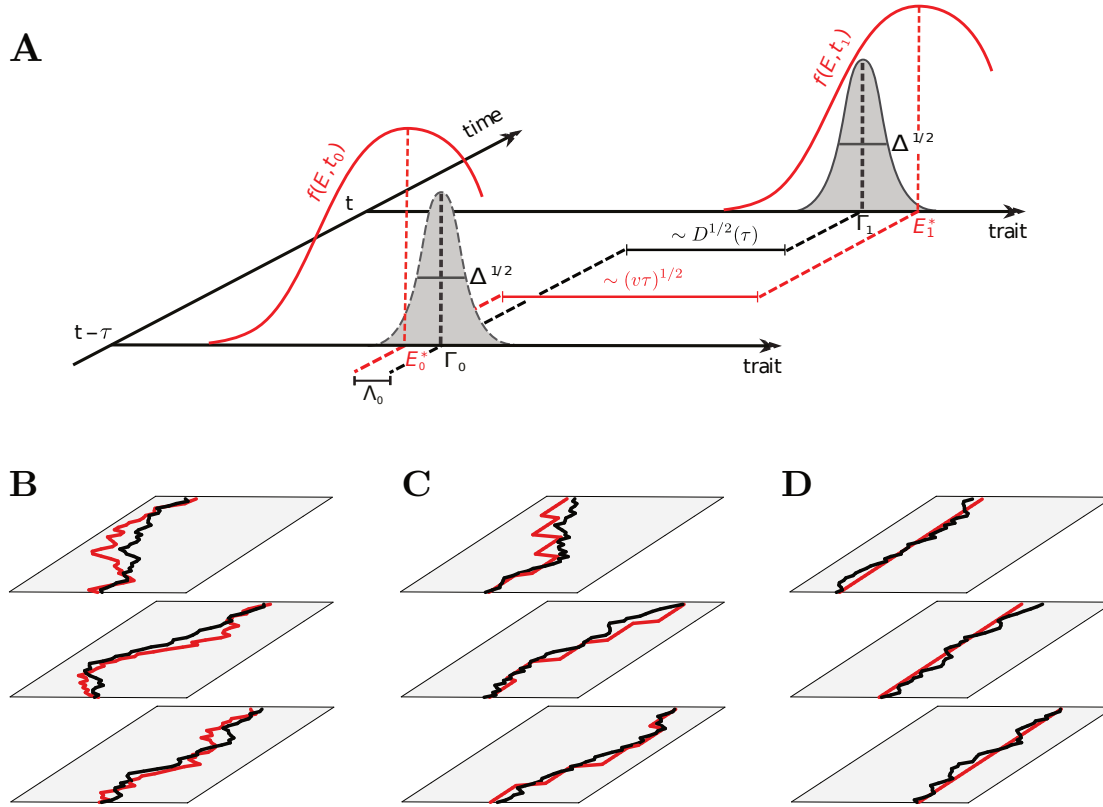 A
f(E, t₁)
time
Δ 1/2
f(E, t₀)
t
Γ₁
E₁*
trait
∼ D^{1/2}(τ)
Δ 1/2
∼ (vτ)^{1/2}
t − τ
E₀*
Γ₀
trait
Λ₀
B
C
D